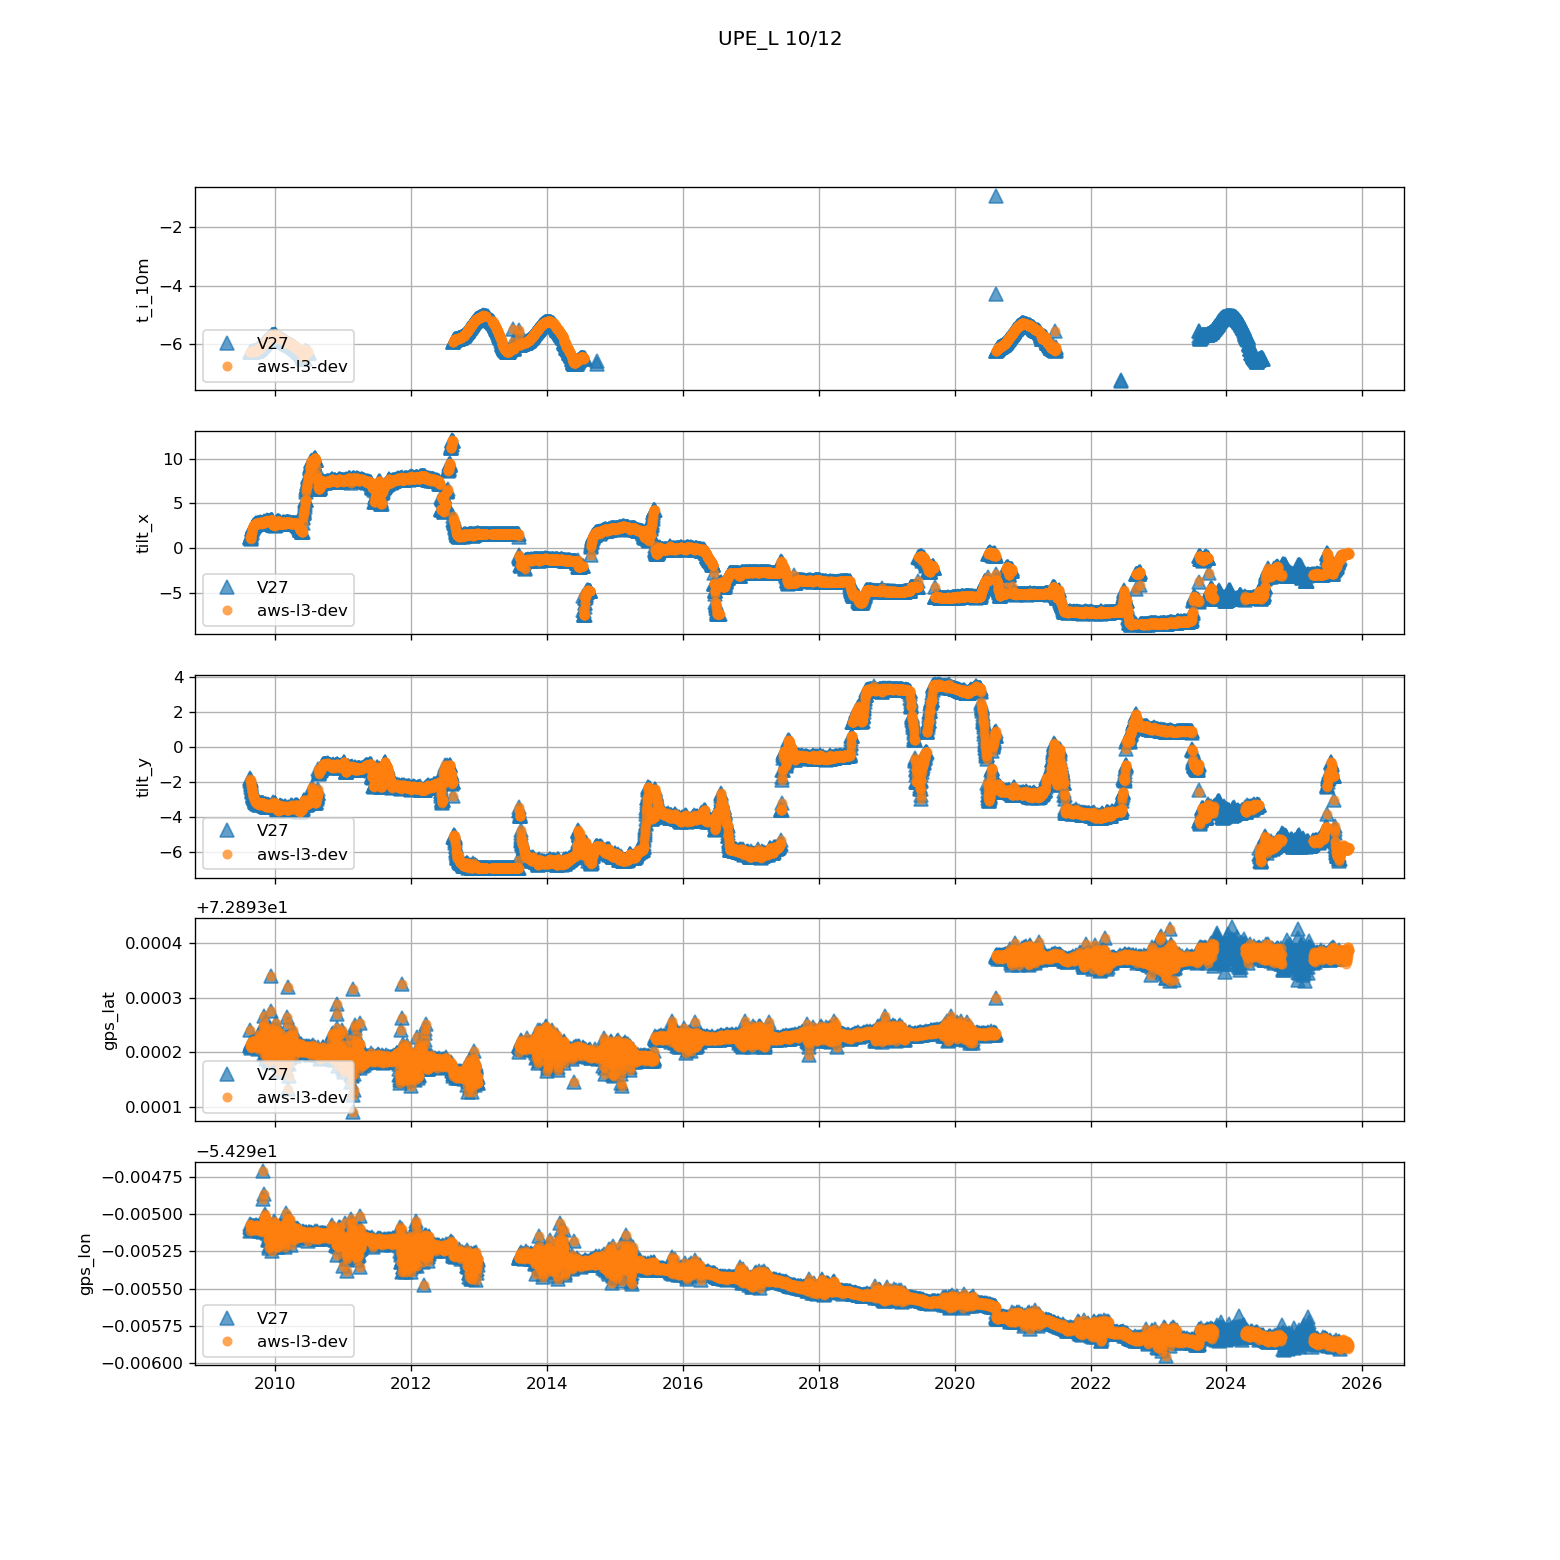 UPE_L 10/12
t_i_10m
−2
−4
−6
V27
aws-l3-dev
tilt_x
10
5
0
−5
V27
aws-l3-dev
tilt_y
4
2
0
−2
−4
−6
V27
aws-l3-dev
+7.2893e1
gps_lat
0.0004
0.0003
0.0002
0.0001
V27
aws-l3-dev
−5.429e1
gps_lon
−0.00475
−0.00500
−0.00525
−0.00550
−0.00575
−0.00600
V27
aws-l3-dev
2010 2012 2014 2016 2018 2020 2022 2024 2026